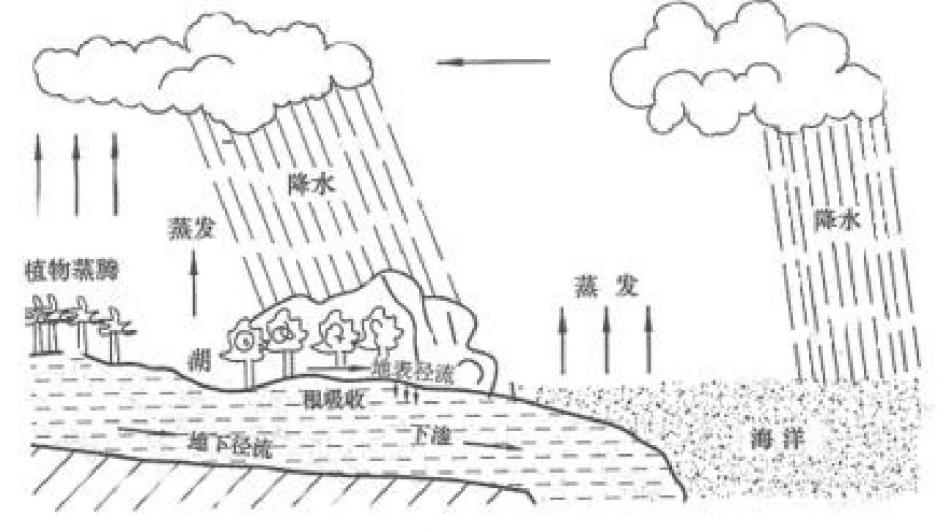 降水
降水
蒸发
植物蒸腾
蒸发
湖
地表径流
根吸收
下渗
地下径流
海洋